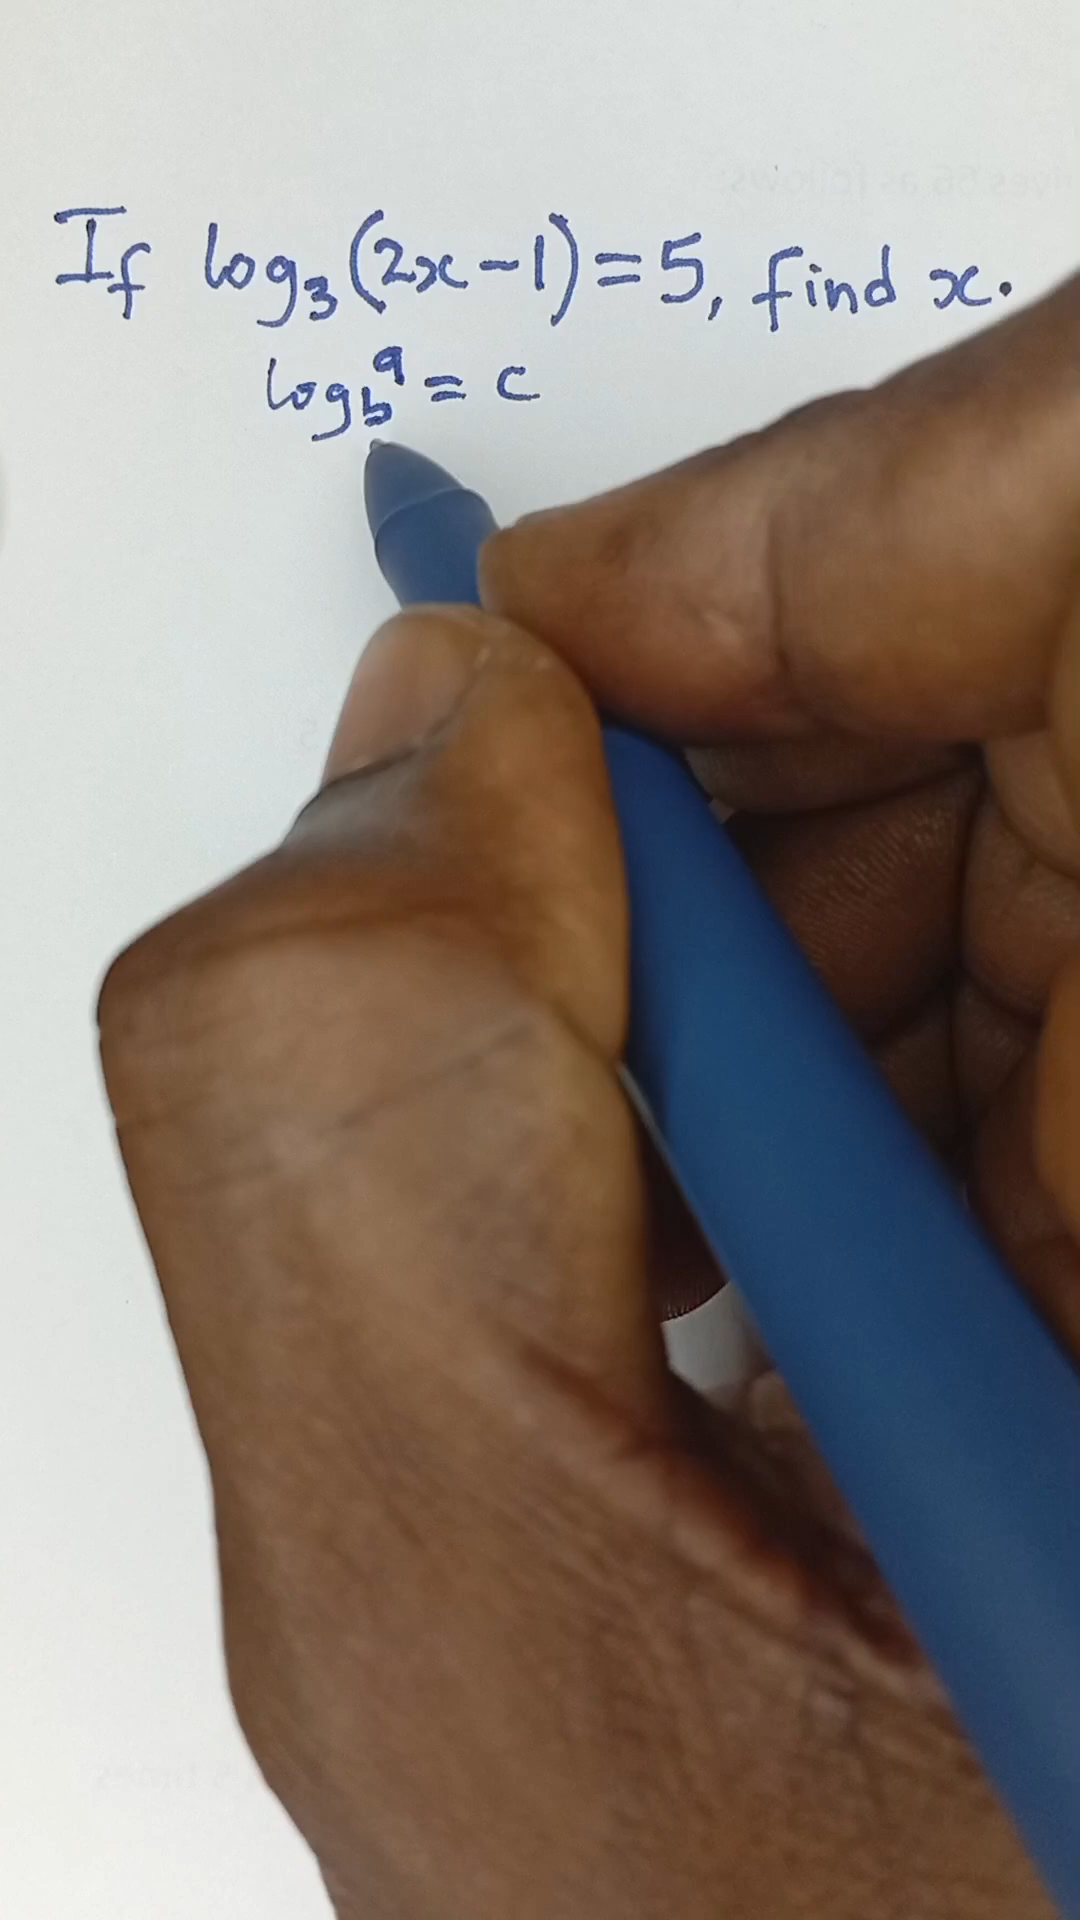 If log₃(2x-1)=5, find x.
log_b^a = c